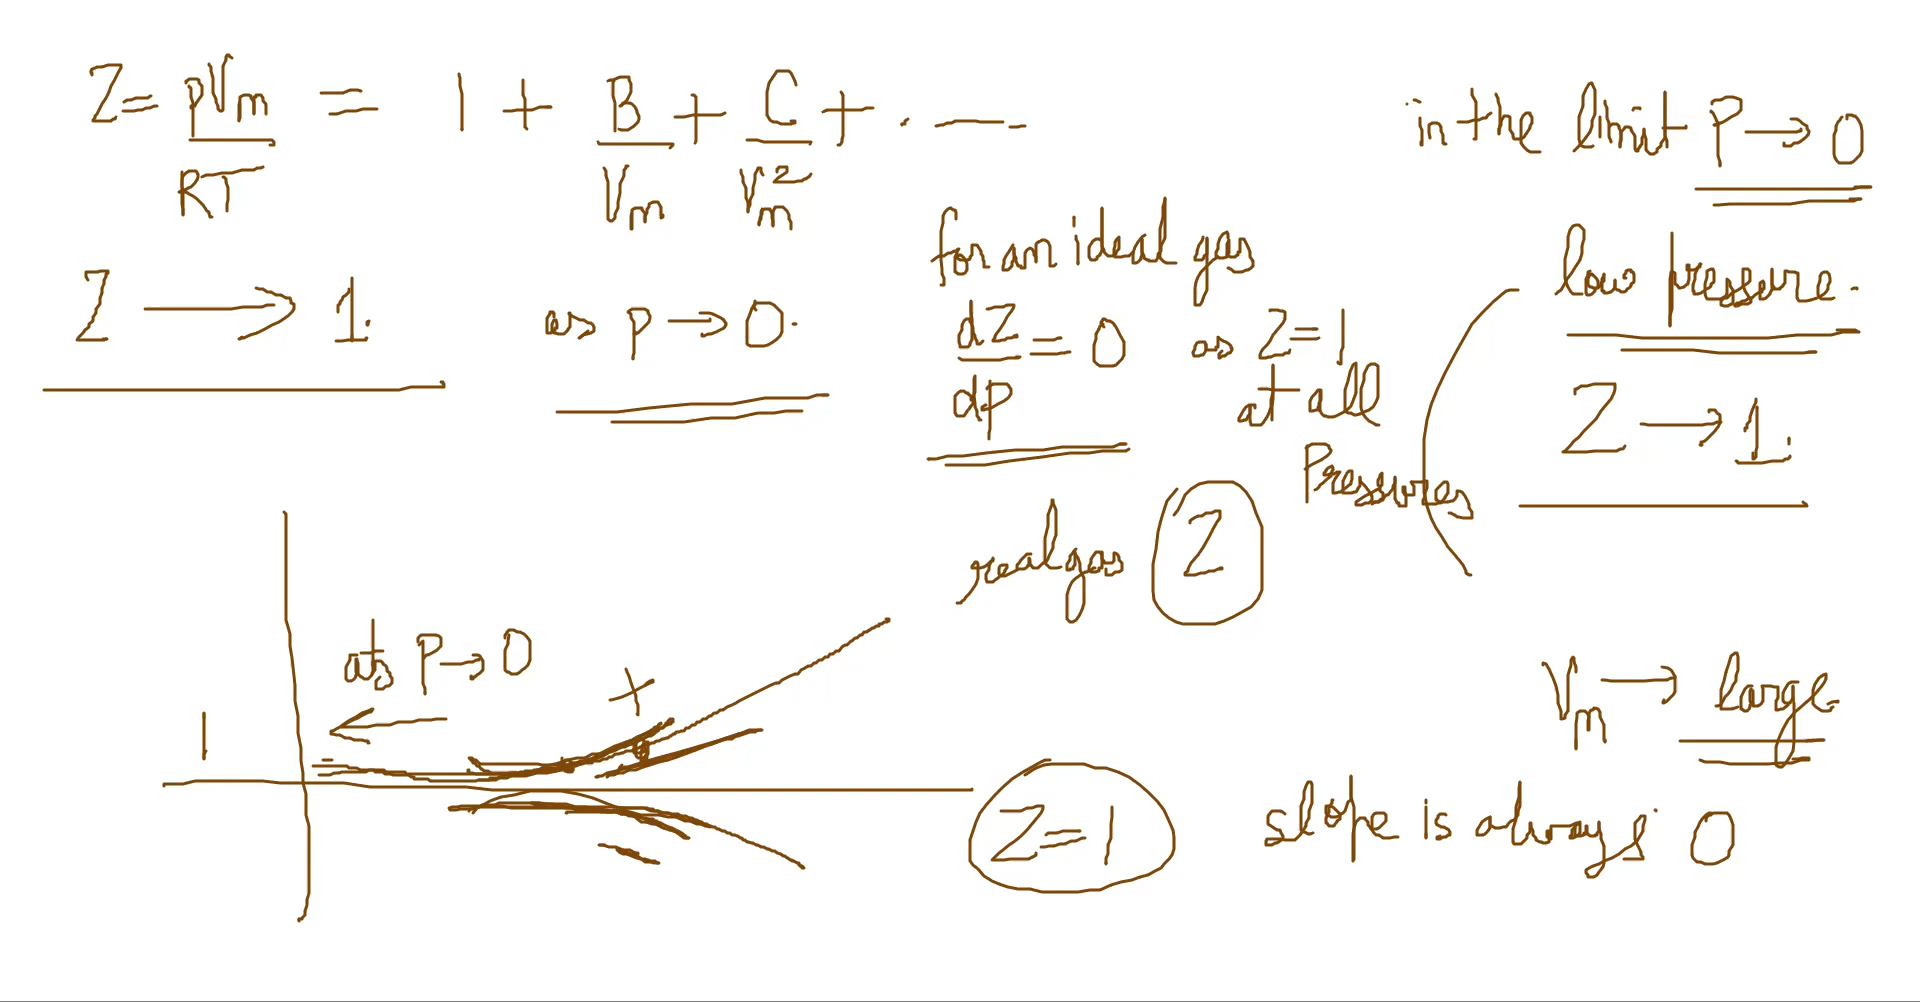 Z = pVm/RT = 1 + B/Vm + C/Vm² + . — -
in the limit P → 0
low pressure.
Z → 1.
Z → 1. as p → 0.
for an ideal gas
dZ/dp = 0 as Z = 1
at all
Pressures
real gas Z
at P → 0
+
1
Vm → large
Z = 1
slope is always 0